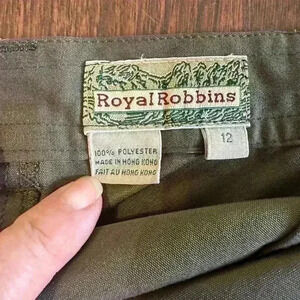 Royal Robbins
12
100% POLYESTER
MADE IN HONG KONG
FAIT AU HONG KONG